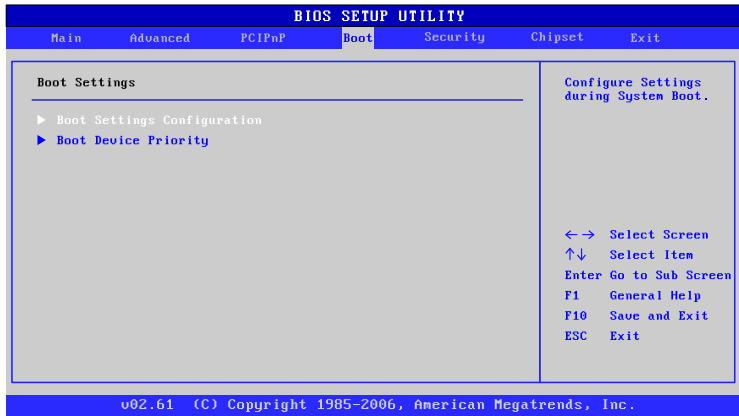 BIOS SETUP UTILITY
Main Advanced PCIPnP Boot Security Chipset Exit
Boot Settings
▶ Boot Settings Configuration
▶ Boot Device Priority
Configure Settings
during System Boot.
←→ Select Screen
↑↓ Select Item
Enter Go to Sub Screen
F1 General Help
F10 Save and Exit
ESC Exit
v02.61 (C) Copyright 1985-2006, American Megatrends, Inc.